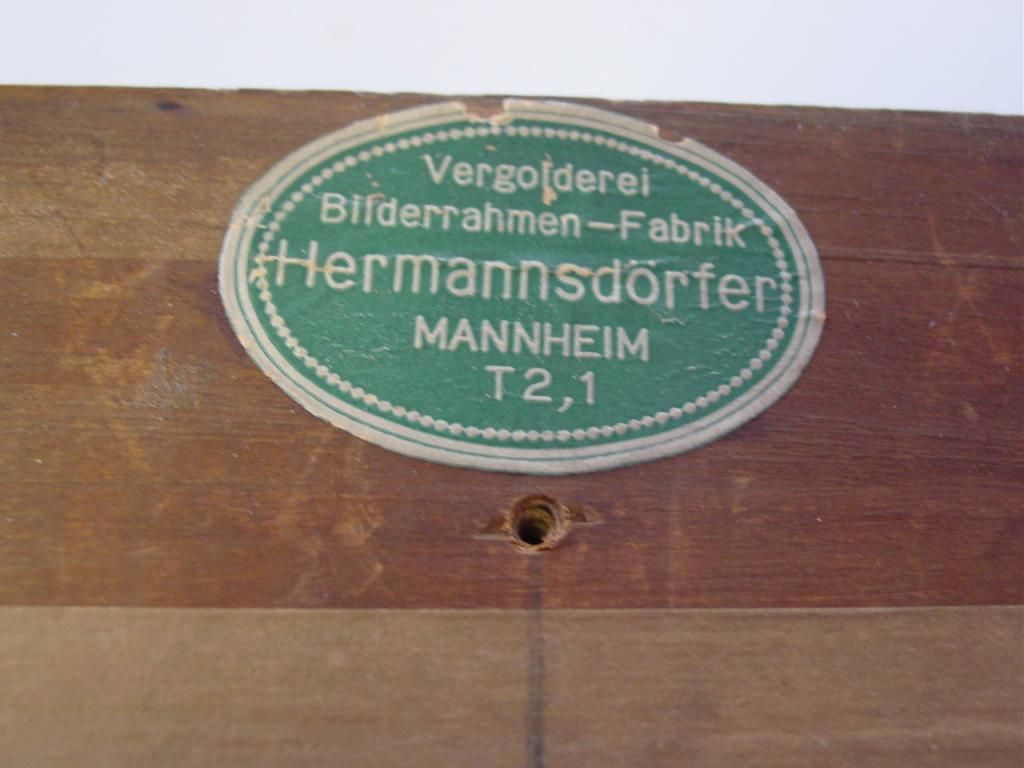 Vergolderei
Bilderrahmen-Fabrik
Hermannsdörfer
MANNHEIM
T2,1